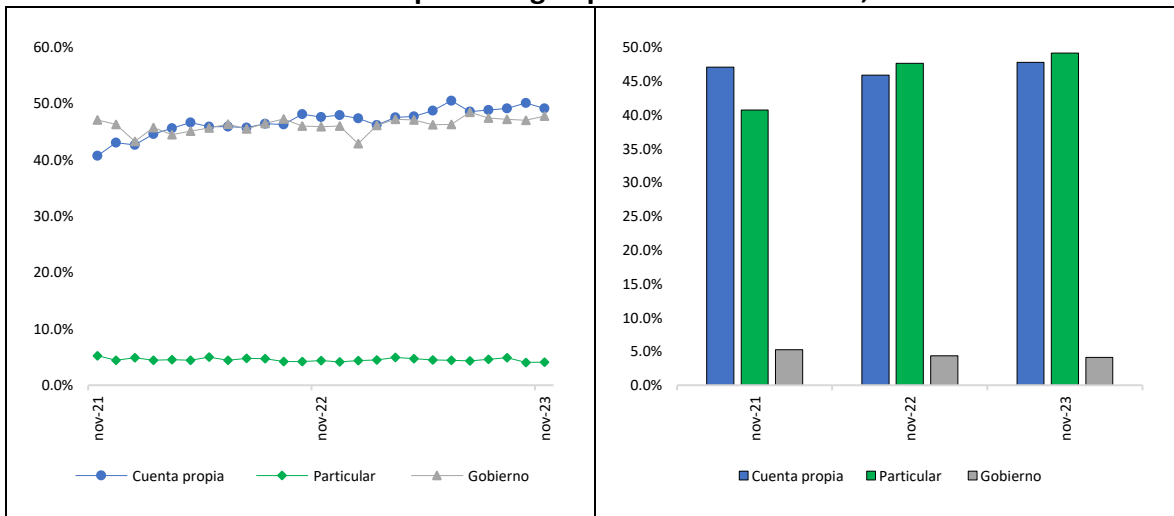 60.0%
50.0%
40.0%
30.0%
20.0%
10.0%
0.0%
nov-21
nov-22
nov-23
Cuenta propia
Particular
Gobierno
50.0%
45.0%
40.0%
35.0%
30.0%
25.0%
20.0%
15.0%
10.0%
5.0%
0.0%
nov-21
nov-22
nov-23
Cuenta propia
Particular
Gobierno